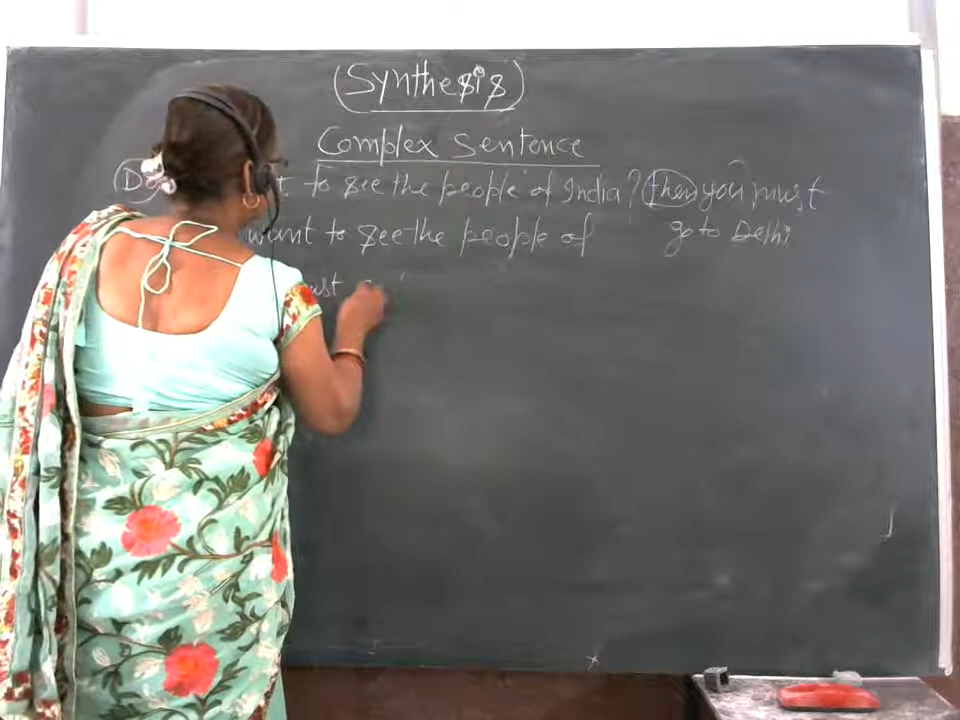 (Synthesis)
Complex Sentence
to see the people of India? then you must
want to see the people of go to Delhi
must